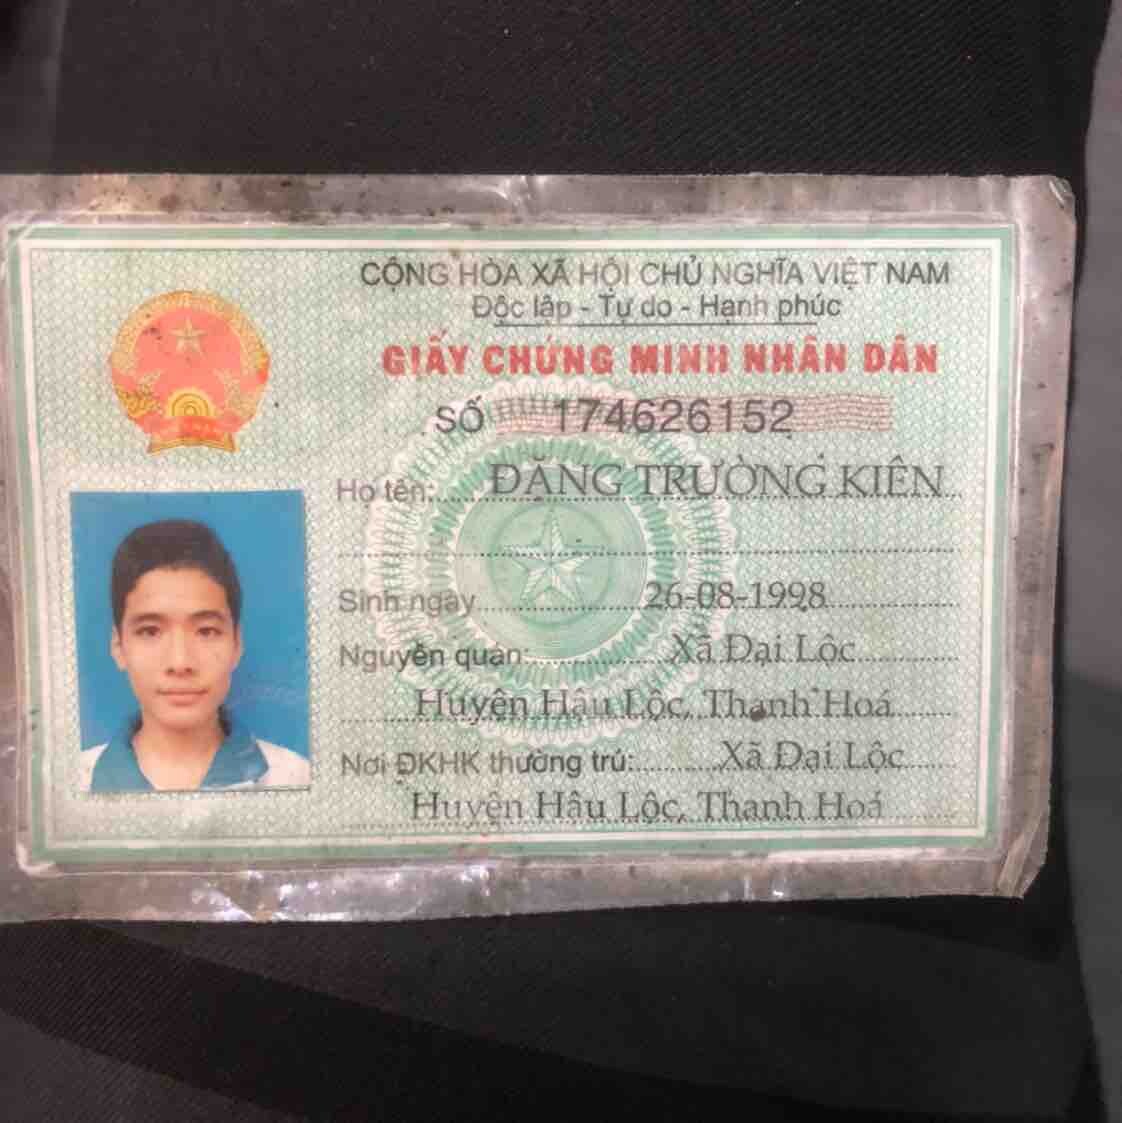 CỘNG HÒA XÃ HỘI CHỦ NGHĨA VIỆT NAM
Độc lập - Tự do - Hạnh phúc
GIẤY CHỨNG MINH NHÂN DÂN
SỐ 174626152
Họ tên: ĐẶNG TRƯỜNG KIÊN
Sinh ngày 26-08-1998
Nguyên quán: Xã Đại Lộc
Huyện Hậu Lộc, Thanh Hoá
Nơi ĐKHK thường trú: Xã Đại Lộc
Huyện Hậu Lộc, Thanh Hoá